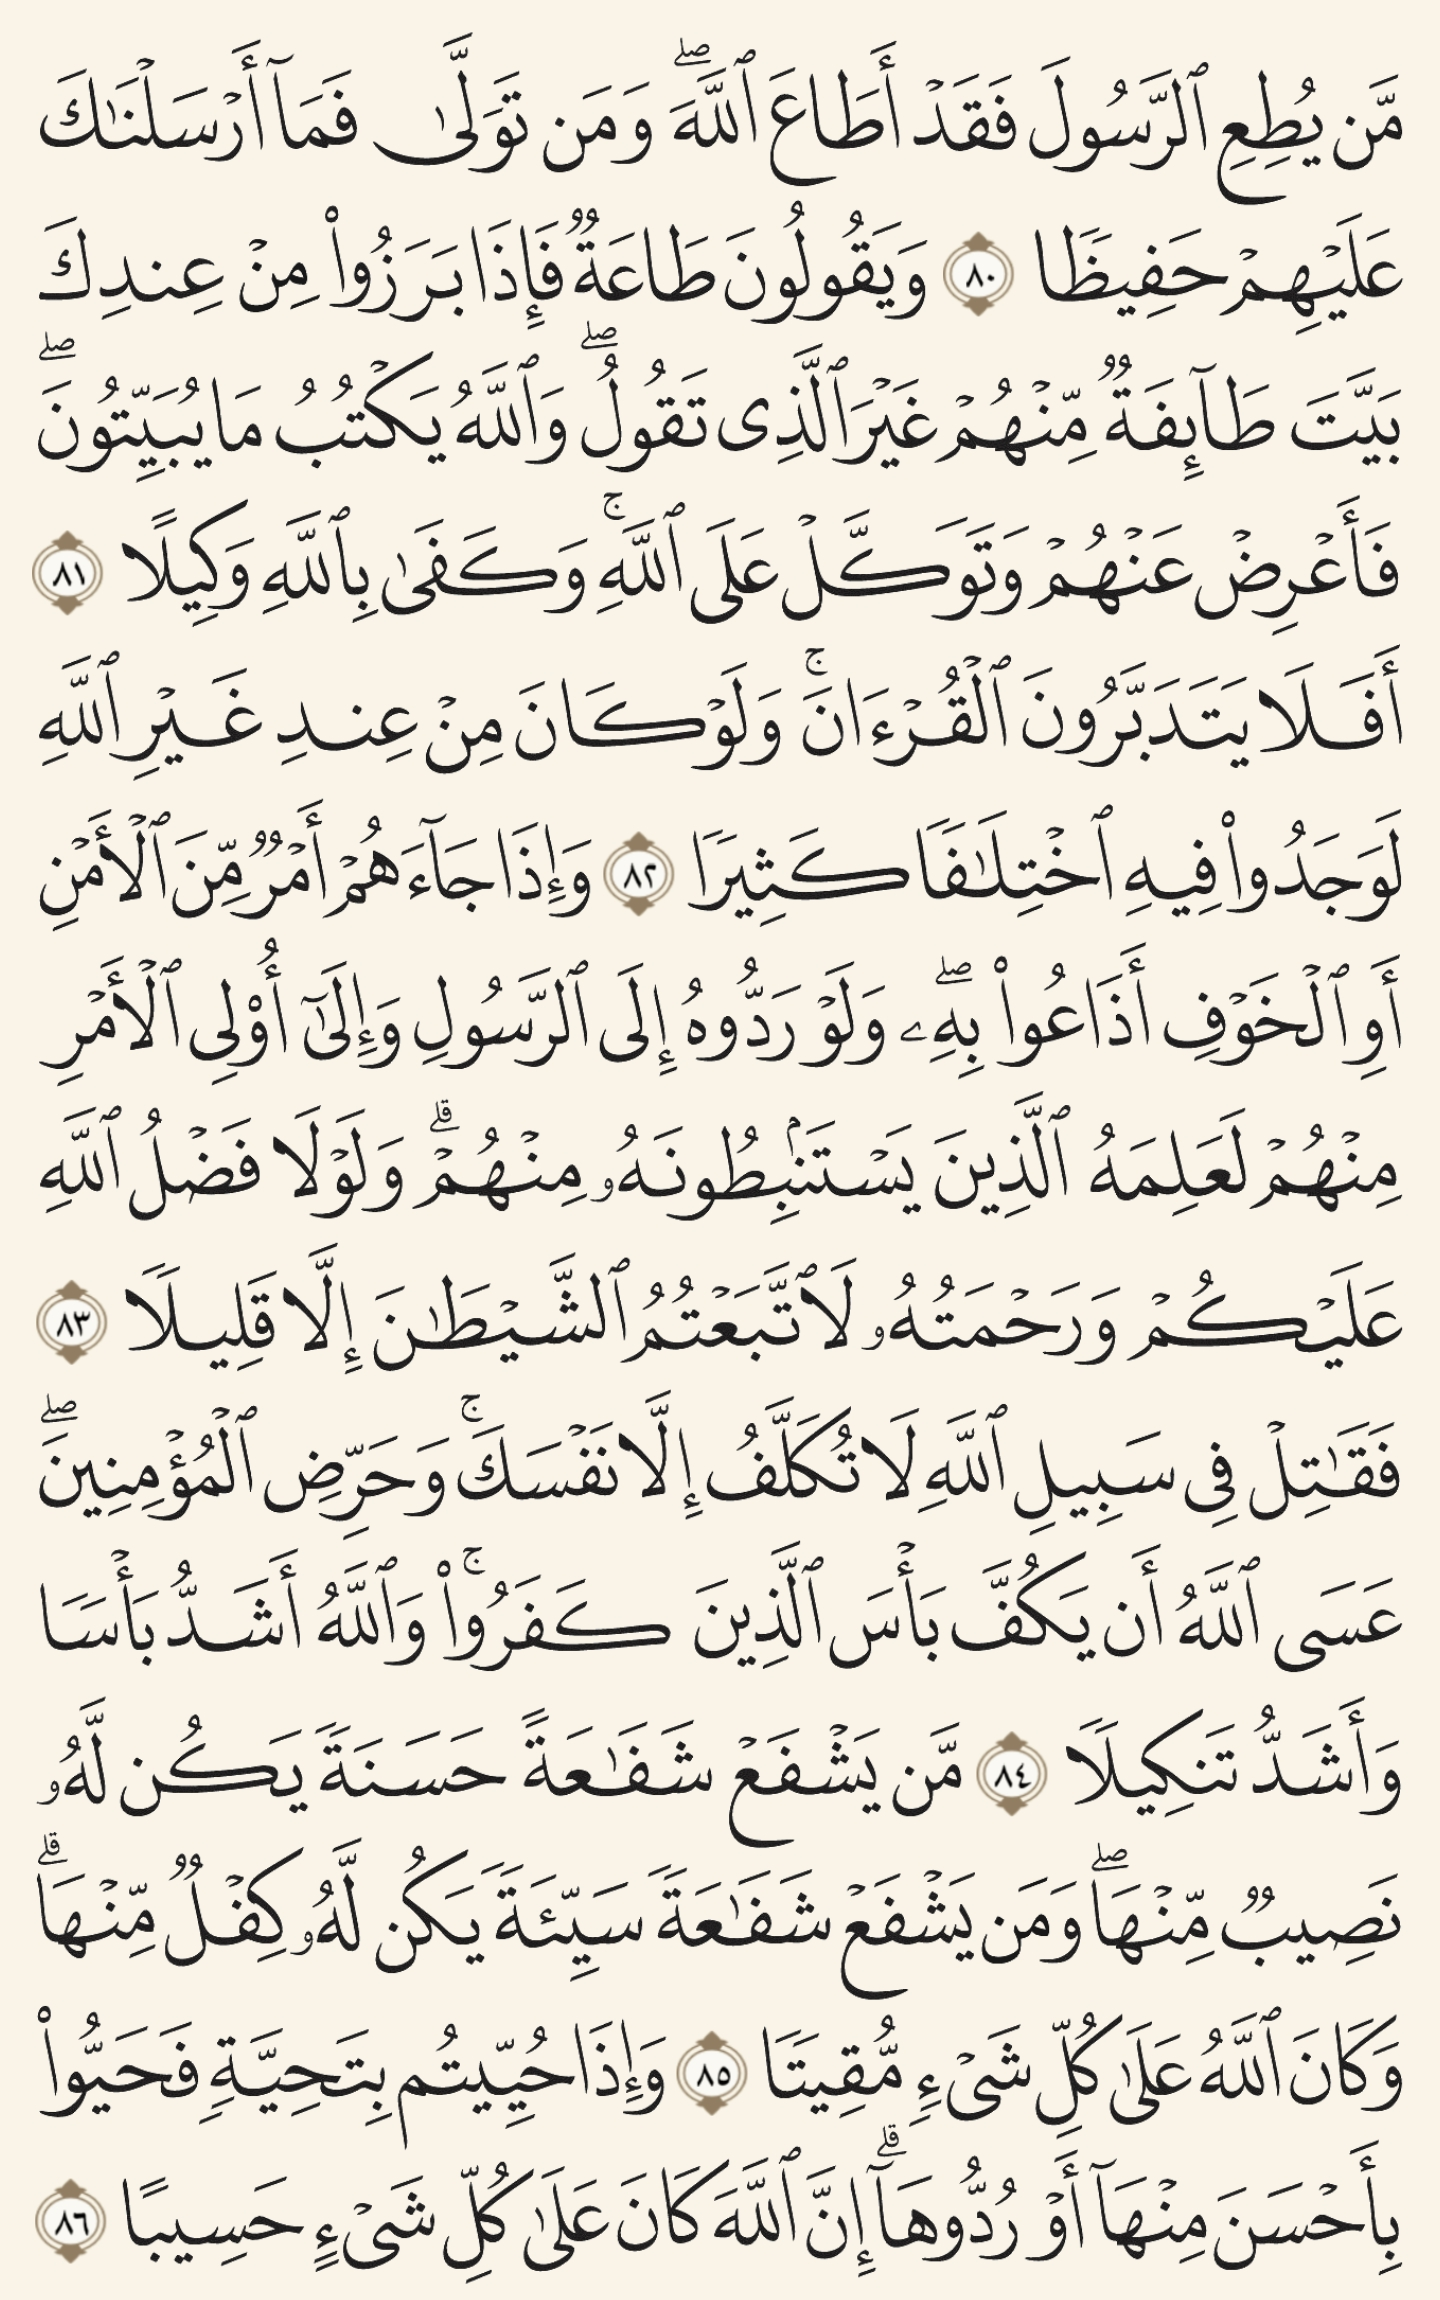 مَّن يُطِعِ ٱلرَّسُولَ فَقَدْ أَطَاعَ ٱللَّهَ ۖ وَمَن تَوَلَّىٰ فَمَآ أَرْسَلْنَٰكَ
عَلَيْهِمْ حَفِيظًا ٨٠ وَيَقُولُونَ طَاعَةٌ فَإِذَا بَرَزُوا۟ مِنْ عِندِكَ
بَيَّتَ طَآئِفَةٌ مِّنْهُمْ غَيْرَ ٱلَّذِى تَقُولُ ۖ وَٱللَّهُ يَكْتُبُ مَا يُبَيِّتُونَ ۖ
فَأَعْرِضْ عَنْهُمْ وَتَوَكَّلْ عَلَى ٱللَّهِ ۚ وَكَفَىٰ بِٱللَّهِ وَكِيلًا ٨١
أَفَلَا يَتَدَبَّرُونَ ٱلْقُرْءَانَ ۚ وَلَوْ كَانَ مِنْ عِندِ غَيْرِ ٱللَّهِ
لَوَجَدُوا۟ فِيهِ ٱخْتِلَٰفًا كَثِيرًا ٨٢ وَإِذَا جَآءَهُمْ أَمْرٌ مِّنَ ٱلْأَمْنِ
أَوِ ٱلْخَوْفِ أَذَاعُوا۟ بِهِۦ ۖ وَلَوْ رَدُّوهُ إِلَى ٱلرَّسُولِ وَإِلَىٰٓ أُو۟لِى ٱلْأَمْرِ
مِنْهُمْ لَعَلِمَهُ ٱلَّذِينَ يَسْتَنۢبِطُونَهُۥ مِنْهُمْ ۗ وَلَوْلَا فَضْلُ ٱللَّهِ
عَلَيْكُمْ وَرَحْمَتُهُۥ لَٱتَّبَعْتُمُ ٱلشَّيْطَٰنَ إِلَّا قَلِيلًا ٨٣
فَقَٰتِلْ فِى سَبِيلِ ٱللَّهِ لَا تُكَلَّفُ إِلَّا نَفْسَكَ ۚ وَحَرِّضِ ٱلْمُؤْمِنِينَ ۖ
عَسَى ٱللَّهُ أَن يَكُفَّ بَأْسَ ٱلَّذِينَ كَفَرُوا۟ ۚ وَٱللَّهُ أَشَدُّ بَأْسًا
وَأَشَدُّ تَنكِيلًا ٨٤ مَّن يَشْفَعْ شَفَٰعَةً حَسَنَةً يَكُن لَّهُۥ
نَصِيبٌ مِّنْهَا ۖ وَمَن يَشْفَعْ شَفَٰعَةً سَيِّئَةً يَكُن لَّهُۥ كِفْلٌ مِّنْهَا ۗ
وَكَانَ ٱللَّهُ عَلَىٰ كُلِّ شَىْءٍ مُّقِيتًا ٨٥ وَإِذَا حُيِّيتُم بِتَحِيَّةٍ فَحَيُّوا۟
بِأَحْسَنَ مِنْهَآ أَوْ رُدُّوهَآ ۗ إِنَّ ٱللَّهَ كَانَ عَلَىٰ كُلِّ شَىْءٍ حَسِيبًا ٨٦